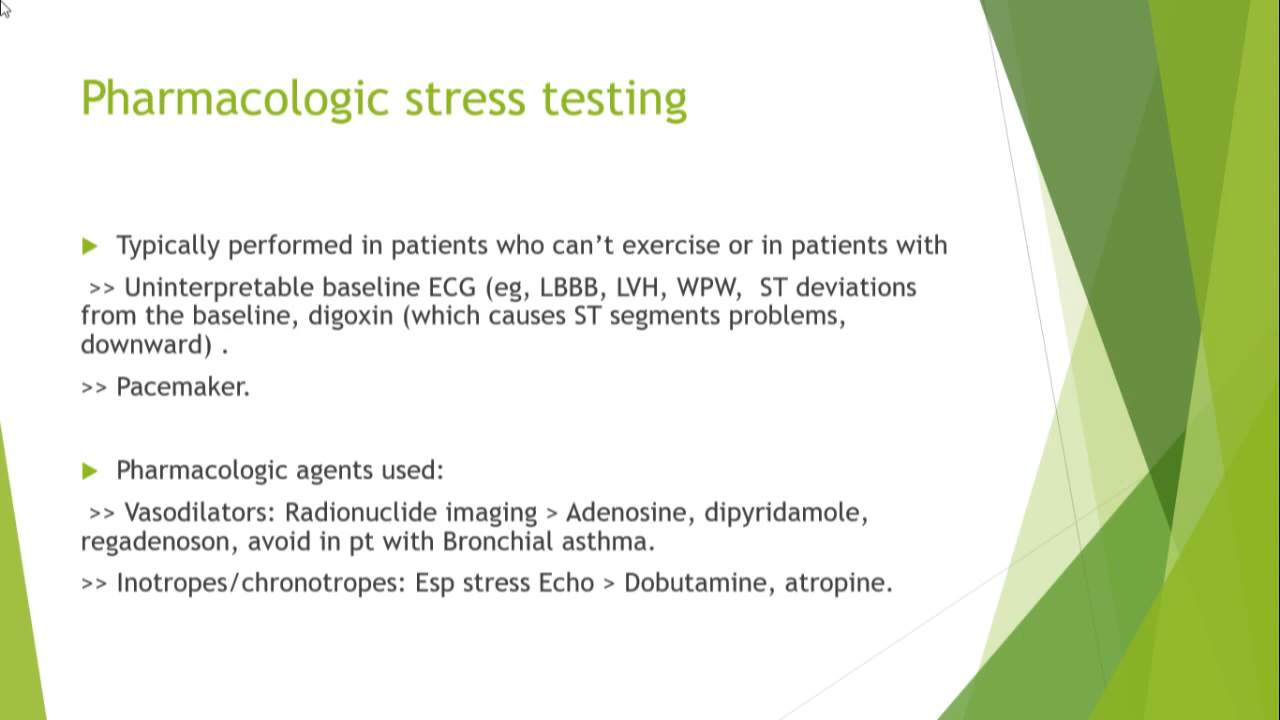 Pharmacologic stress testing
Typically performed in patients who can’t exercise or in patients with
>> Uninterpretable baseline ECG (eg, LBBB, LVH, WPW,  ST deviations
from the baseline, digoxin (which causes ST segments problems,
downward) .
>> Pacemaker.
Pharmacologic agents used:
>> Vasodilators: Radionuclide imaging > Adenosine, dipyridamole,
regadenoson, avoid in pt with Bronchial asthma.
>> Inotropes/chronotropes: Esp stress Echo > Dobutamine, atropine.